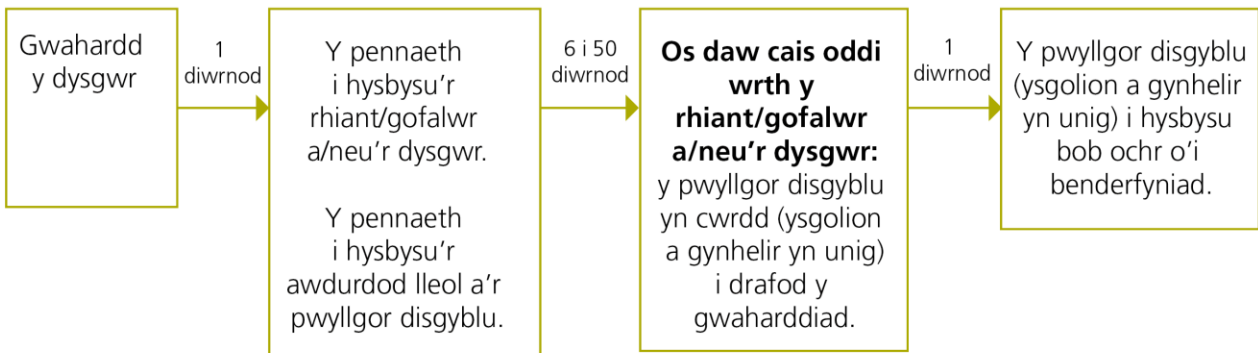 Gwahardd
y dysgwr
1
diwrnod
Y pennaeth
i hysbysu'r
rhiant/gofalwr
a/neu'r dysgwr.
Y pennaeth
i hysbysu'r
awdurdod lleol a'r
pwyllgor disgyblu.
6 i 50
diwrnod
Os daw cais oddi
wrth y
rhiant/gofalwr
a/neu'r dysgwr:
y pwyllgor disgyblu
yn cwrdd (ysgolion
a gynhelir yn unig)
i drafod y
gwaharddiad.
1
diwrnod
Y pwyllgor disgyblu
(ysgolion a gynhelir
yn unig) i hysbysu
bob ochr o'i
benderfyniad.